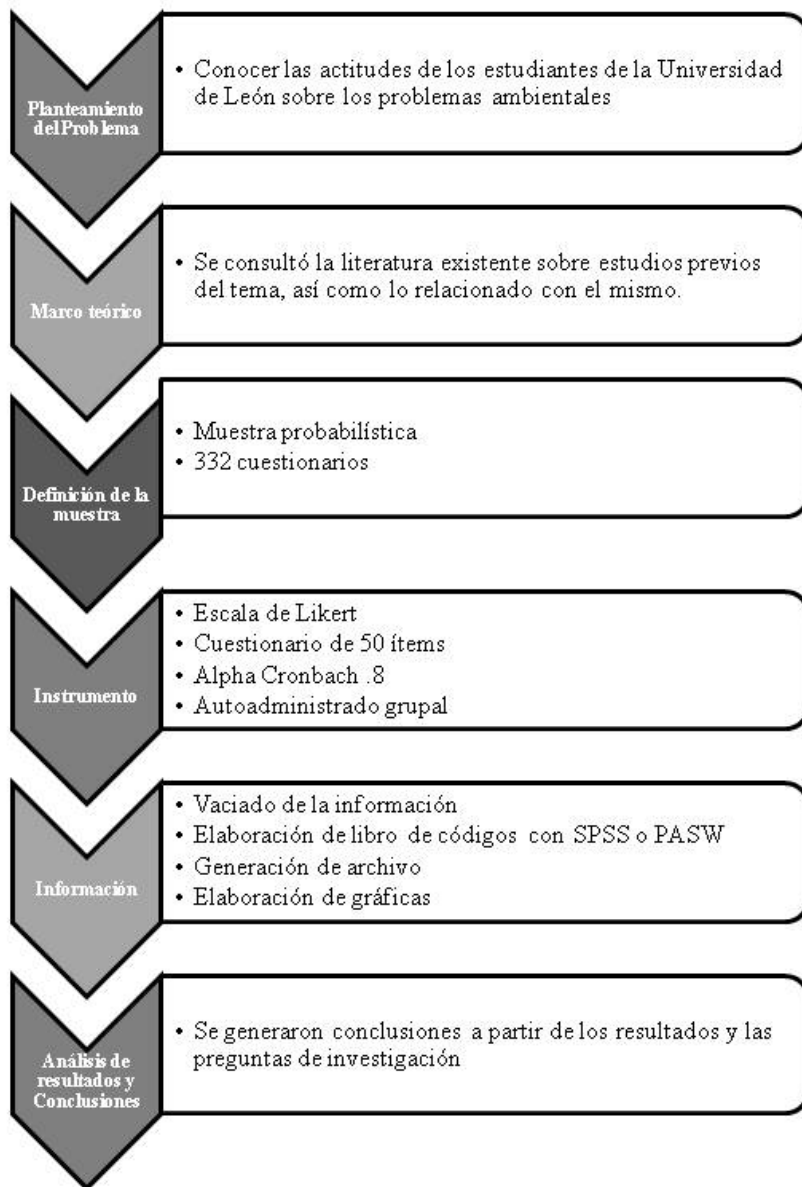 Planteamiento
del Problema
• Conocer las actitudes de los estudiantes de la Universidad
de León sobre los problemas ambientales
Marco teórico
• Se consultó la literatura existente sobre estudios previos
del tema, así como lo relacionado con el mismo.
Definición de la
muestra
• Muestra probabilística
• 332 cuestionarios
Instrumento
• Escala de Likert
• Cuestionario de 50 ítems
• Alpha Cronbach .8
• Autoadministrado grupal
Información
• Vaciado de la información
• Elaboración de libro de códigos con SPSS o PASW
• Generación de archivo
• Elaboración de gráficas
Análisis de
resultados y
Conclusiones
• Se generaron conclusiones a partir de los resultados y las
preguntas de investigación